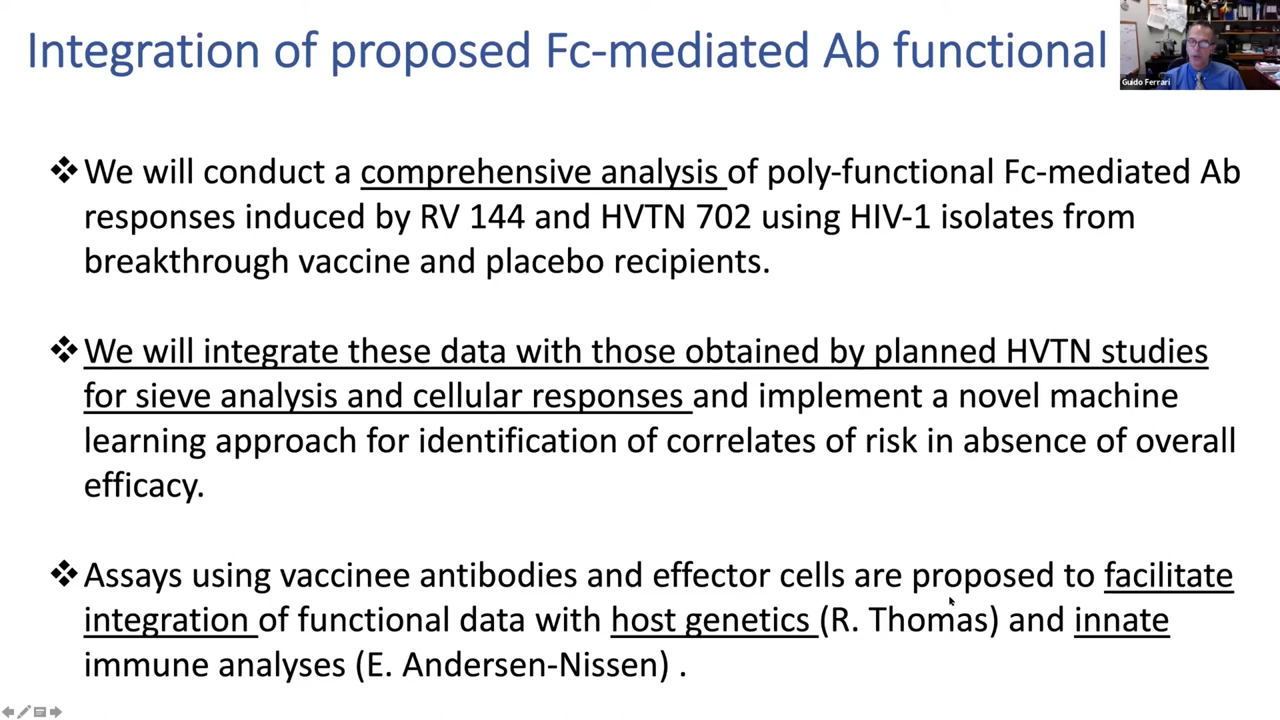 Integration of proposed Fc-mediated Ab functional
Guido Ferrari
❖We will conduct a comprehensive analysis of poly-functional Fc-mediated Ab
responses induced by RV 144 and HVTN 702 using HIV-1 isolates from
breakthrough vaccine and placebo recipients.
❖We will integrate these data with those obtained by planned HVTN studies
for sieve analysis and cellular responses and implement a novel machine
learning approach for identification of correlates of risk in absence of overall
efficacy.
❖Assays using vaccinee antibodies and effector cells are proposed to facilitate
integration of functional data with host genetics (R. Thomas) and innate
immune analyses (E. Andersen-Nissen) .